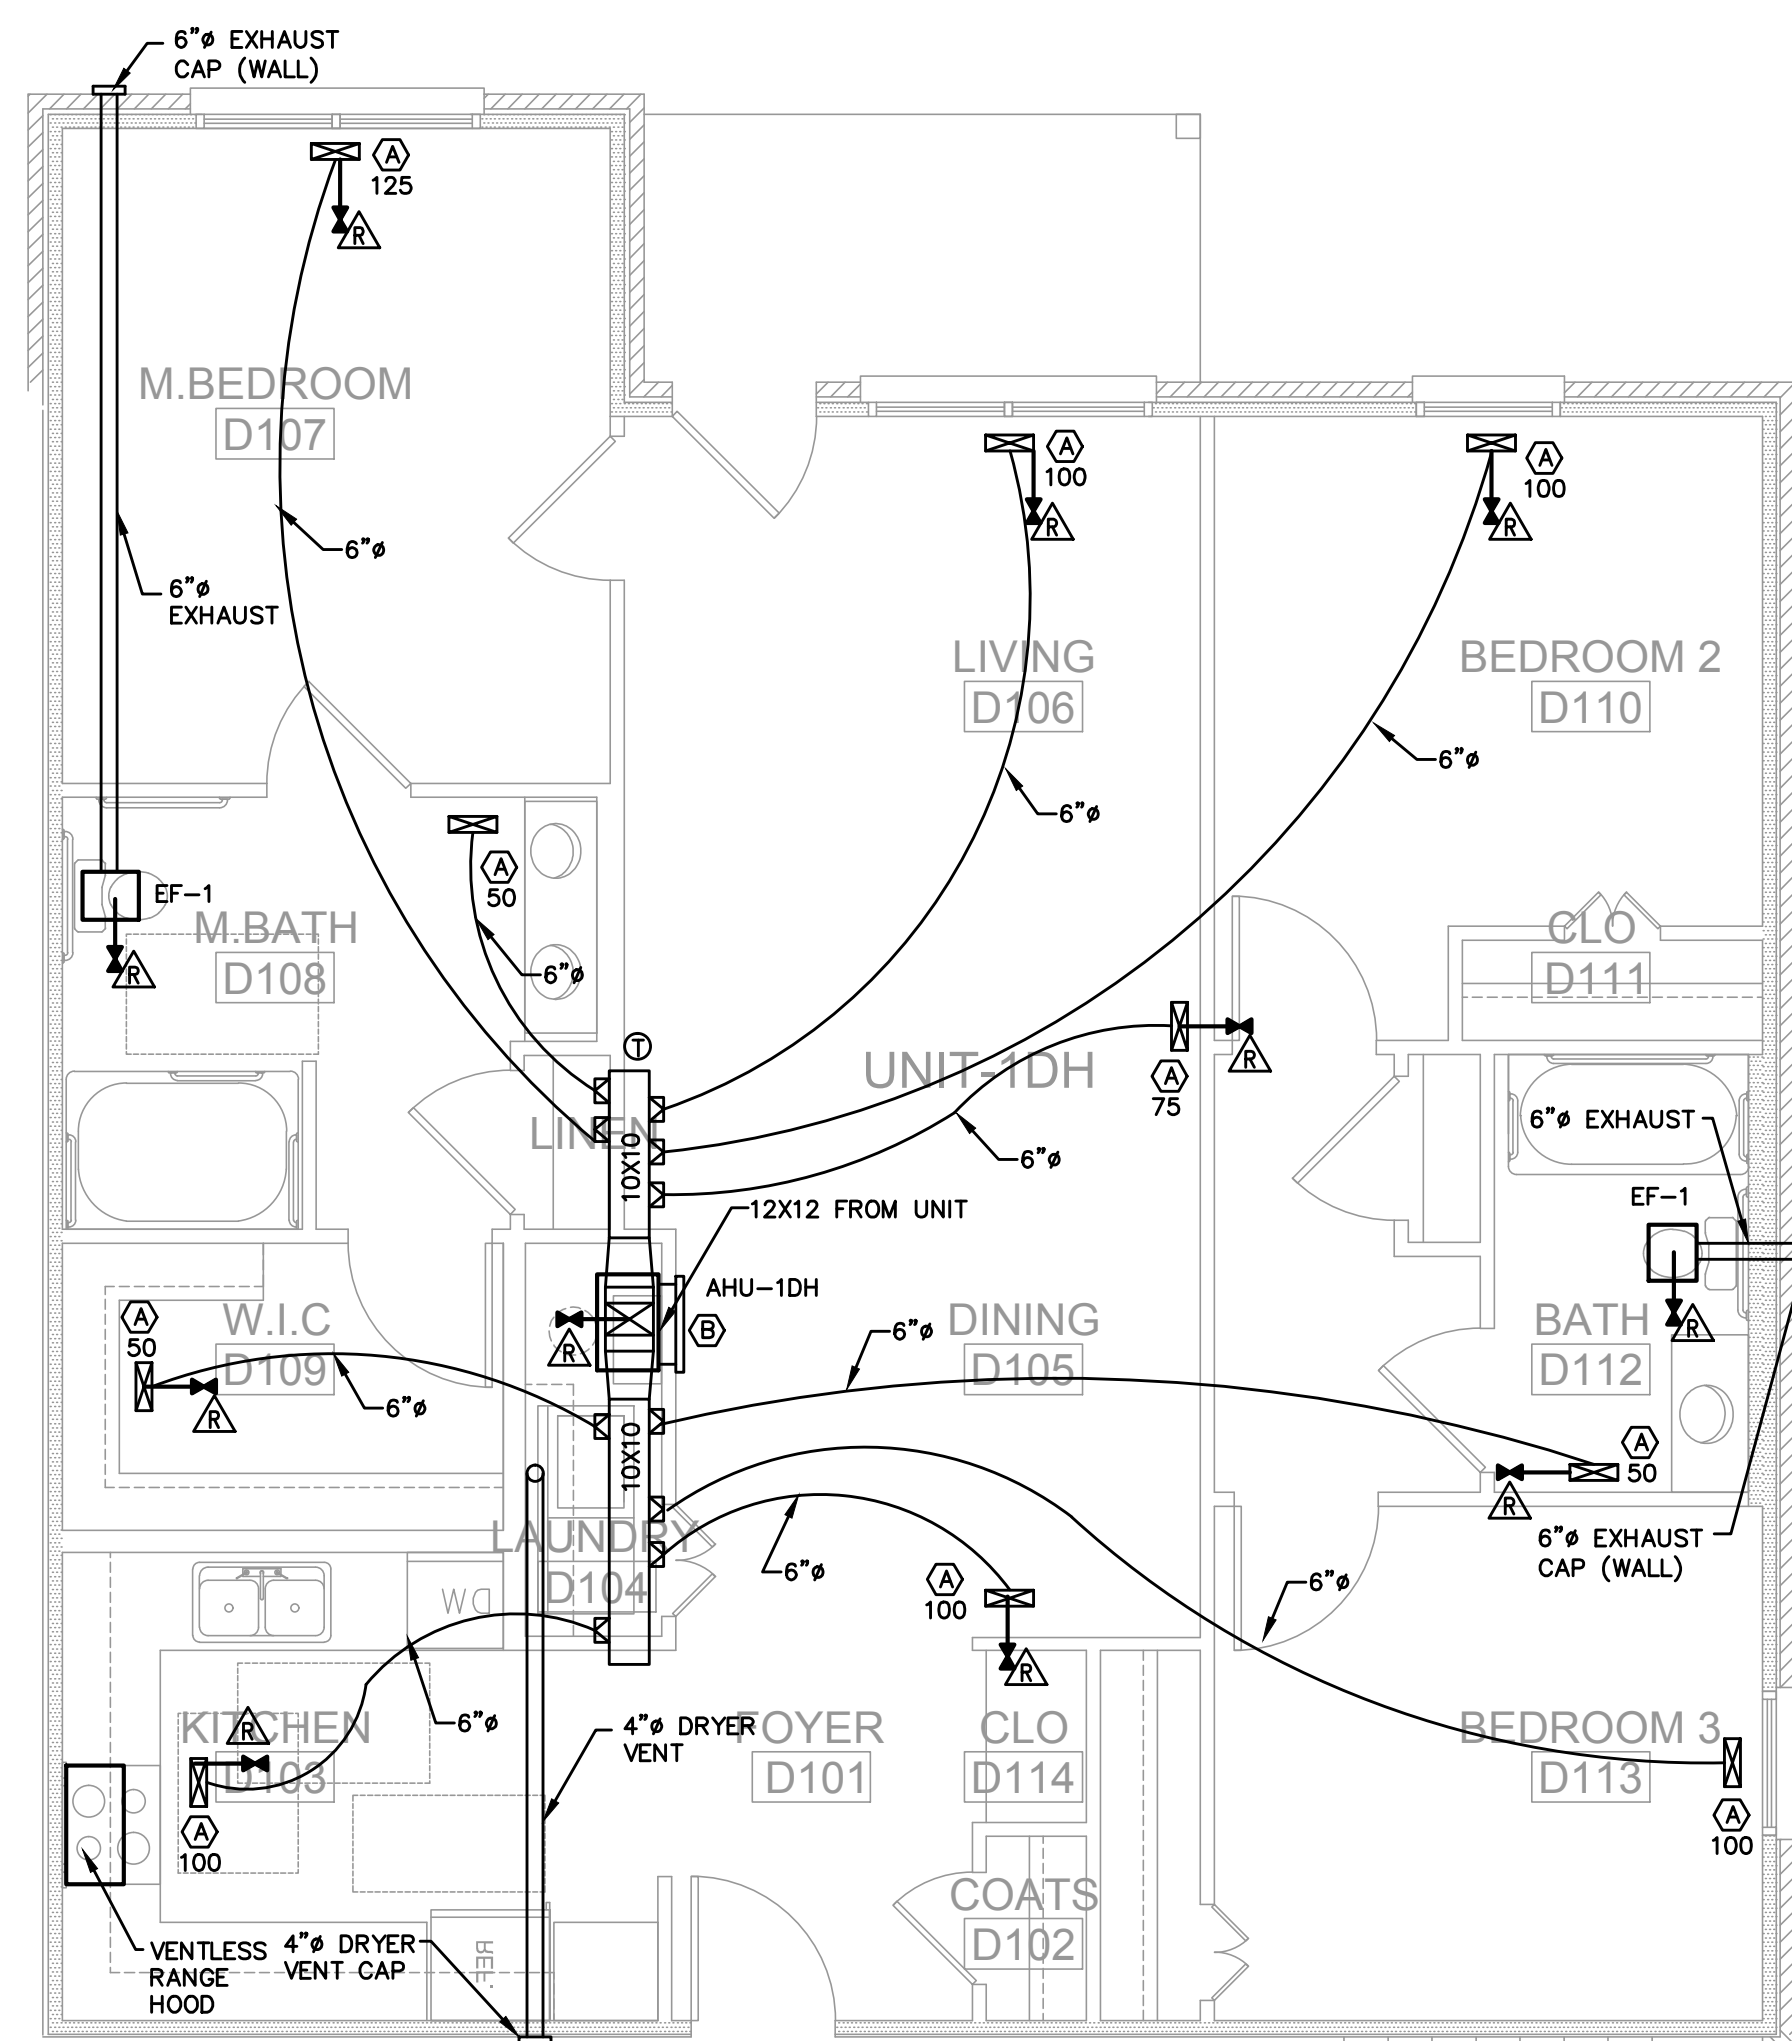 6"ø EXHAUST
CAP (WALL)
A
125
R
M.BEDROOM
D107
6"ø
6"ø
EXHAUST
A
100
R
A
100
R
LIVING
D106
6"ø
BEDROOM 2
D110
6"ø
A
50
6"ø
EF-1
M.BATH
D108
R
CLO
D111
T
UNIT-1DH
R
A
75
6"ø
LINEN
10X10
12X12 FROM UNIT
6"ø EXHAUST
EF-1
AHU-1DH
B
R
A
50
W.I.C
D109
R
6"ø
6"ø
DINING
D105
BATH
D112
R
A
50
R
10X10
6"ø EXHAUST
CAP (WALL)
LAUNDRY
D104
DW
6"ø
A
100
R
6"ø
KITCHEN
D103
R
6"ø
A
100
4"ø DRYER
VENT
FOYER
D101
CLO
D114
BEDROOM 3
D113
A
100
COATS
D102
VENTLESS
RANGE
HOOD
4"ø DRYER
VENT CAP
REF.